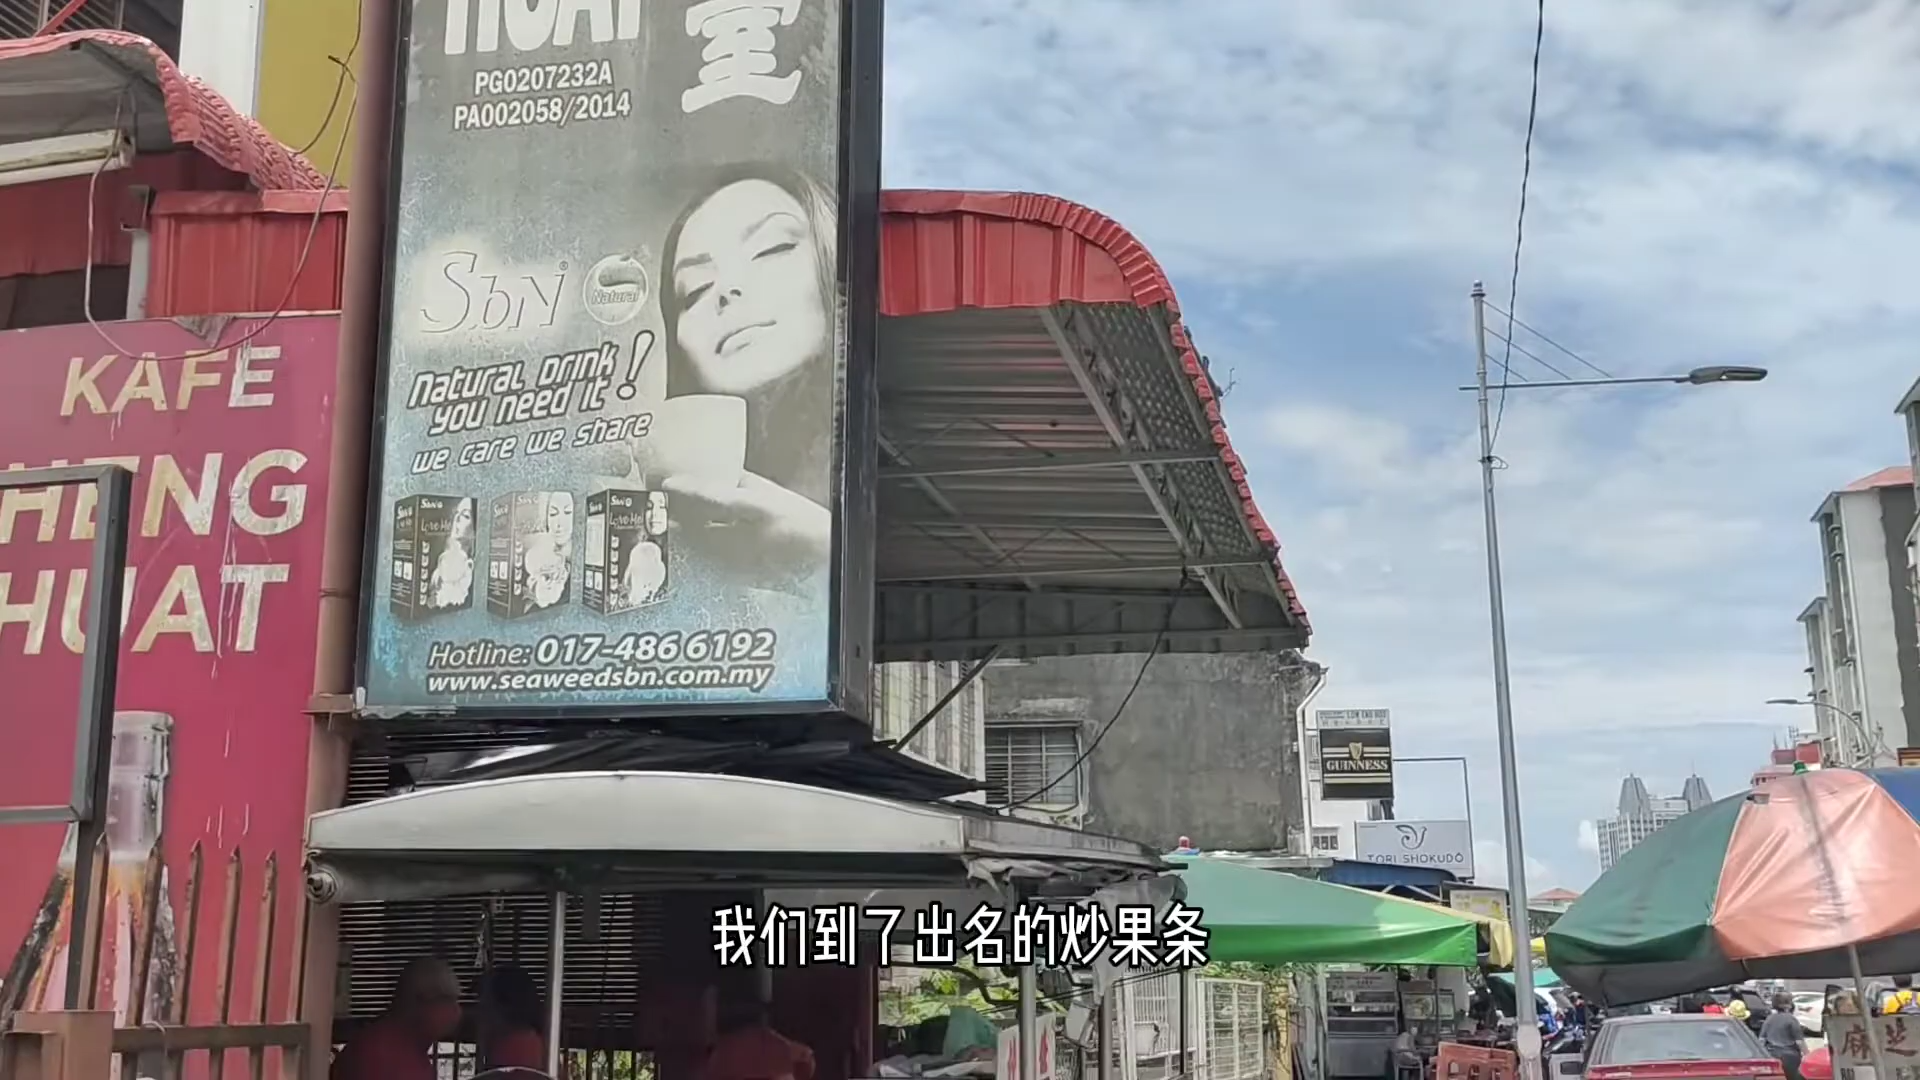 HUAT
室
PG0207232A
PA002058/2014
SbN
Natural
Natural Drink
you need it!
we care we share
Hotline: 017-486 6192
www.seaweedsbn.com.my
KAFE
HENG
HUAT
GUINNESS
TORI SHOKUDŌ
我们到了出名的炒果条